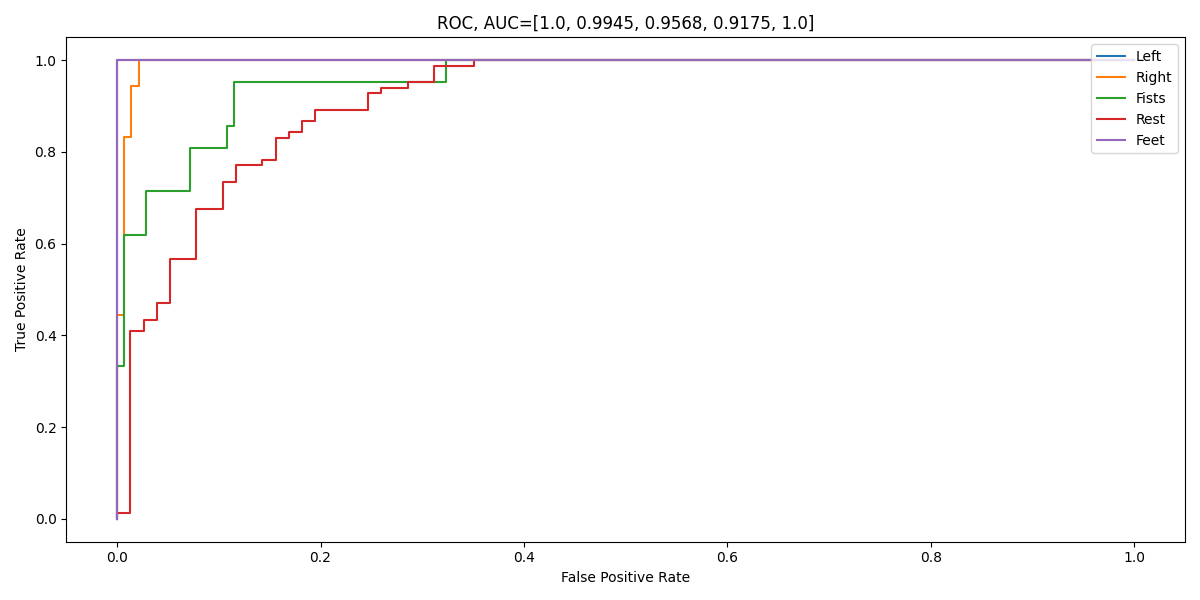 ROC, AUC=[1.0, 0.9945, 0.9568, 0.9175, 1.0]
True Positive Rate
1.0
0.8
0.6
0.4
0.2
0.0
Left
Right
Fists
Rest
Feet
0.0 0.2 0.4 0.6 0.8 1.0
False Positive Rate